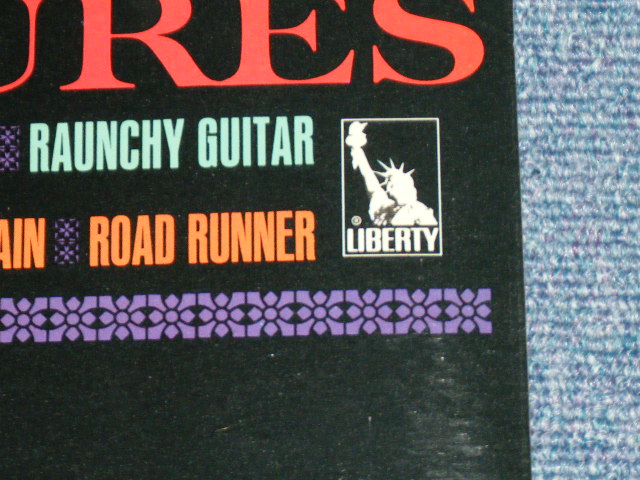 URES
RAUNCHY GUITAR
AIN ROAD RUNNER
®
LIBERTY